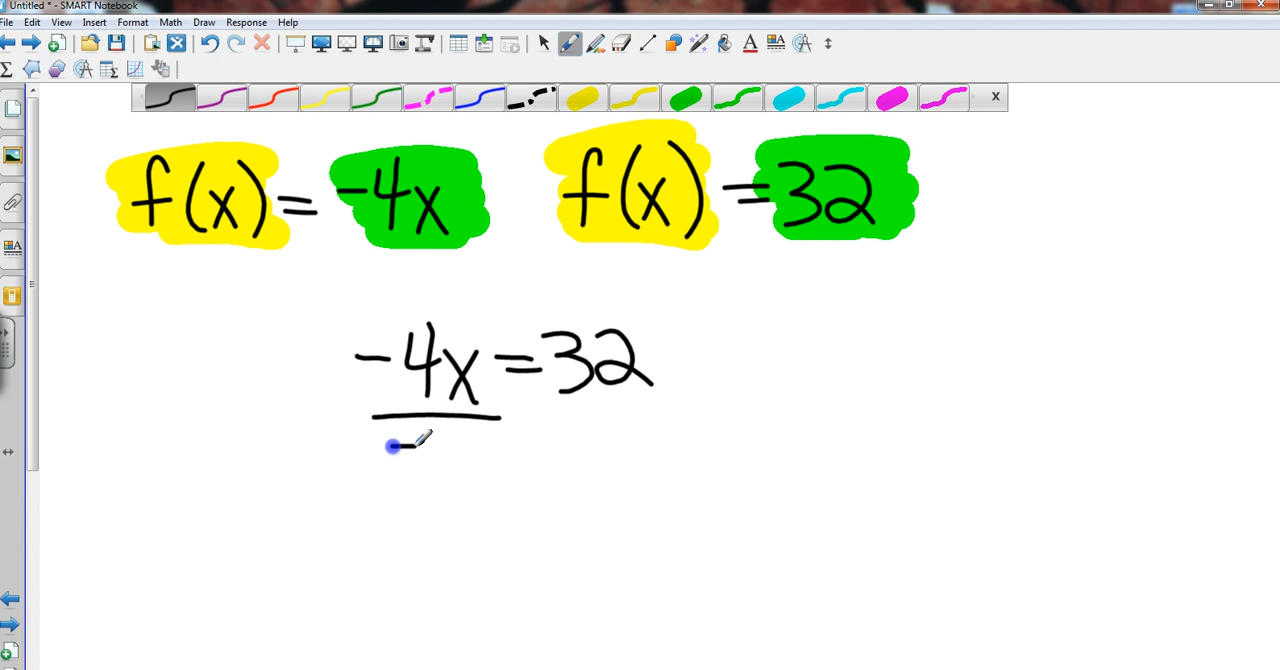 Untitled * - SMART Notebook
File Edit View Insert Format Math Draw Response Help
f(x) = -4x f(x) = 32
-4x = 32
-